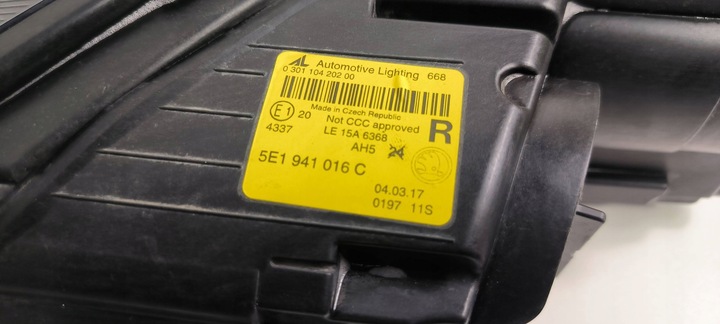 AL Automotive Lighting 668
0 301 104 202 00
Made in Czech Republic
E1 20 Not CCC approved R
4337 LE 15A 6368
AH5 24
5E1 941 016 C
04.03.17
0197 11S